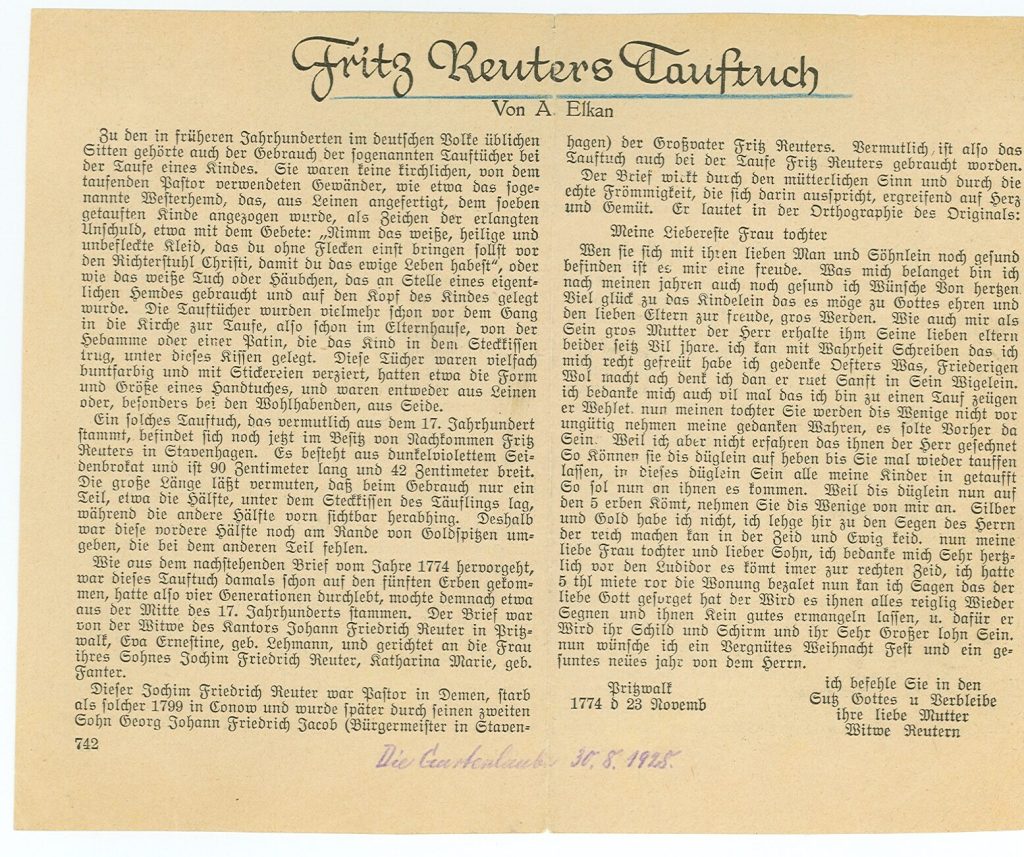 Fritz Reuters Tauftuch
Von A. Elkan
Zu den in früheren Jahrhunderten im deutschen Volke üblichen
Sitten gehörte auch der Gebrauch der sogenannten Tauftücher bei
der Taufe eines Kindes. Sie waren keine kirchlichen, von dem
taufenden Pastor verwendeten Gewänder, wie etwa das soge-
nannte Westerhemd, das, aus Leinen angefertigt, dem soeben
getauften Kinde angezogen wurde, als Zeichen der erlangten
Unschuld, etwa mit dem Gebete: „Nimm das weiße, heilige und
unbefleckte Kleid, das du ohne Flecken einst bringen sollst vor
den Richterstuhl Christi, damit du das ewige Leben habest“, oder
wie das weiße Tuch oder Häubchen, das an Stelle eines eigent-
lichen Hemdes gebraucht und auf den Kopf des Kindes gelegt
wurde. Die Tauftücher wurden vielmehr schon vor dem Gang
in die Kirche zur Taufe, also schon im Elternhause, von der
Hebamme oder einer Patin, die das Kind in dem Steckkissen
trug, unter dieses Kissen gelegt. Diese Tücher waren vielfach
buntfarbig und mit Stickereien verziert, hatten etwa die Form
und Größe eines Handtuches, und waren entweder aus Leinen
oder, besonders bei den Wohlhabenden, aus Seide.
Ein solches Tauftuch, das vermutlich aus dem 17. Jahrhundert
stammt, befindet sich noch jetzt im Besitz von Nachkommen Fritz
Reuters in Stavenhagen. Es besteht aus dunkelviolettem Sei-
denbrokat und ist 90 Zentimeter lang und 42 Zentimeter breit.
Die große Länge läßt vermuten, daß beim Gebrauch nur ein
Teil, etwa die Hälfte, unter dem Steckkissen des Täuflings lag,
während die andere Hälfte vorn sichtbar herabhing. Deshalb
war diese vordere Hälfte noch am Rande von Goldspitzen um-
geben, die bei dem anderen Teil fehlen.
Wie aus dem nachstehenden Brief vom Jahre 1774 hervorgeht,
war dieses Tauftuch damals schon auf den fünften Erben gekom-
men, hatte also vier Generationen durchlebt, mochte demnach etwa
aus der Mitte des 17. Jahrhunderts stammen. Der Brief war
von der Witwe des Kantors Johann Friedrich Reuter in Pritz-
walk, Eva Ernestine, geb. Lehmann, und gerichtet an die Frau
ihres Sohnes Jochim Friedrich Reuter, Katharina Marie, geb.
Fanter.
Dieser Jochim Friedrich Reuter war Pastor in Demen, starb
als solcher 1799 in Conow und wurde später durch seinen zweiten
Sohn Georg Johann Friedrich Jacob (Bürgermeister in Staven-
742
hagen) der Großvater Fritz Reuters. Vermutlich ist also das
Tauftuch auch bei der Taufe Fritz Reuters gebraucht worden.
Der Brief wirkt durch den mütterlichen Sinn und durch die
echte Frömmigkeit, die sich darin ausspricht, ergreifend auf Herz
und Gemüt. Er lautet in der Orthographie des Originals:
Meine Liebereste Frau tochter
Wen sie sich mit ihren lieben Man und Söhnlein noch gesund
befinden ist es mir eine freude. Was mich belanget bin ich
nach meinen jahren auch noch gesund ich Wünsche Von hertzen
Viel glück zu das Kindelein das es möge zu Gottes ehren und
den lieben Eltern zur freude, gros Werden. Wie auch mir als
Sein gros Mutter der Herr erhalte ihm Seine lieben eltern
beider seitz Vil jhare. ich kan mit Wahrheit Schreiben das ich
mich recht gefreüt habe ich gedenke Oefters Was, Friederigen
Wol macht ach denk ich dan er ruet Sanft in Sein Wigelein.
ich bedanke mich auch vil mal das ich bin zu einen Tauf zeügen
er Wehlet. nun meinen tochter Sie werden dis Wenige nicht vor
ungütig nehmen meine gedanken Wahren, es solte Vorher da
Sein. Weil ich aber nicht erfahren das ihnen der Herr gesechnet
So Können sie dis düglein auf heben bis Sie mal wieder tauffen
lassen, in dieses düglein Sein alle meine Kinder in getaufft
So sol nun an ihnen es kommen. Weil dis düglein nun auf
den 5 erben Kömt, nehmen Sie dis Wenige von mir an. Silber
und Gold habe ich nicht, ich lehge hir zu den Segen des Herrn
der reich machen kan in der Zeid und Ewig keid. nun meine
liebe Frau tochter und lieber Sohn, ich bedanke mich Sehr hertz-
lich vor den Ludidor es kömt imer zur rechten Zeid, ich hatte
5 thl miete vor die Wonung bezalet nun kan ich Sagen das der
liebe Gott gesorget hat der Wird es ihnen alles reiglig Wieder
Segnen und ihnen Kein gutes ermangeln lassen, u. dafür er
Wird ihr Schild und Schirm und ihr Sehr Großer lohn Sein.
nun wünsche ich ein Vergnütes Weihnacht Fest und ein ge-
suntes neües jahr von dem Herrn.
Pritzwalk
1774 d 23 Novemb
ich befehle Sie in den
Sutz Gottes u Verbleibe
ihre liebe Mutter
Witwe Reutern
Die Gartenlaube 30.8.1925.